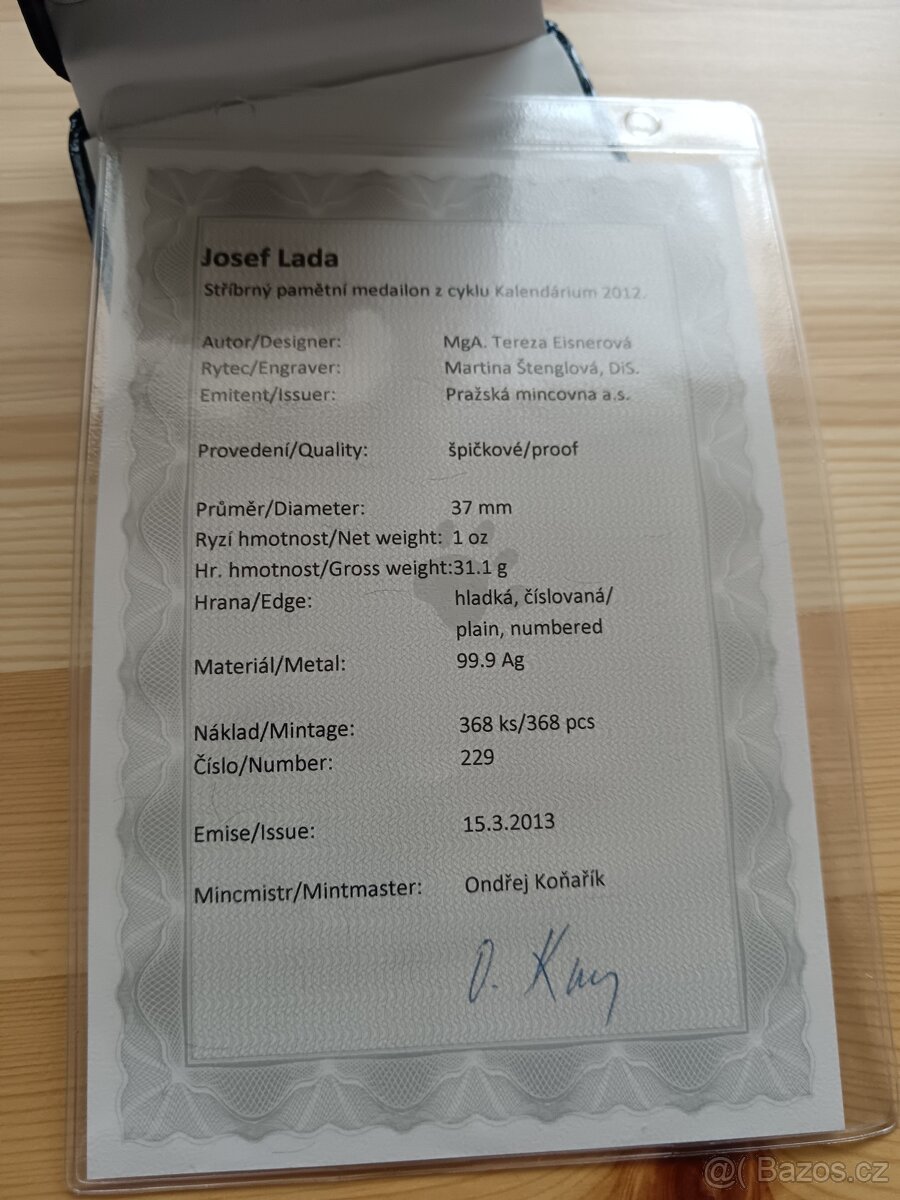 Josef Lada
Stříbrný pamětní medailon z cyklu Kalendárium 2012.
Autor/Designer: MgA. Tereza Eisnerová
Rytec/Engraver: Martina Štenglová, DiS.
Emitent/Issuer: Pražská mincovna a.s.
Provedení/Quality: špičkové/proof
Průměr/Diameter: 37 mm
Ryzí hmotnost/Net weight: 1 oz
Hr. hmotnost/Gross weight:31.1 g
Hrana/Edge: hladká, číslovaná/
plain, numbered
Materiál/Metal: 99.9 Ag
Náklad/Mintage: 368 ks/368 pcs
Číslo/Number: 229
Emise/Issue: 15.3.2013
Mincmistr/Mintmaster: Ondřej Koňařík
@( Bazos.cz